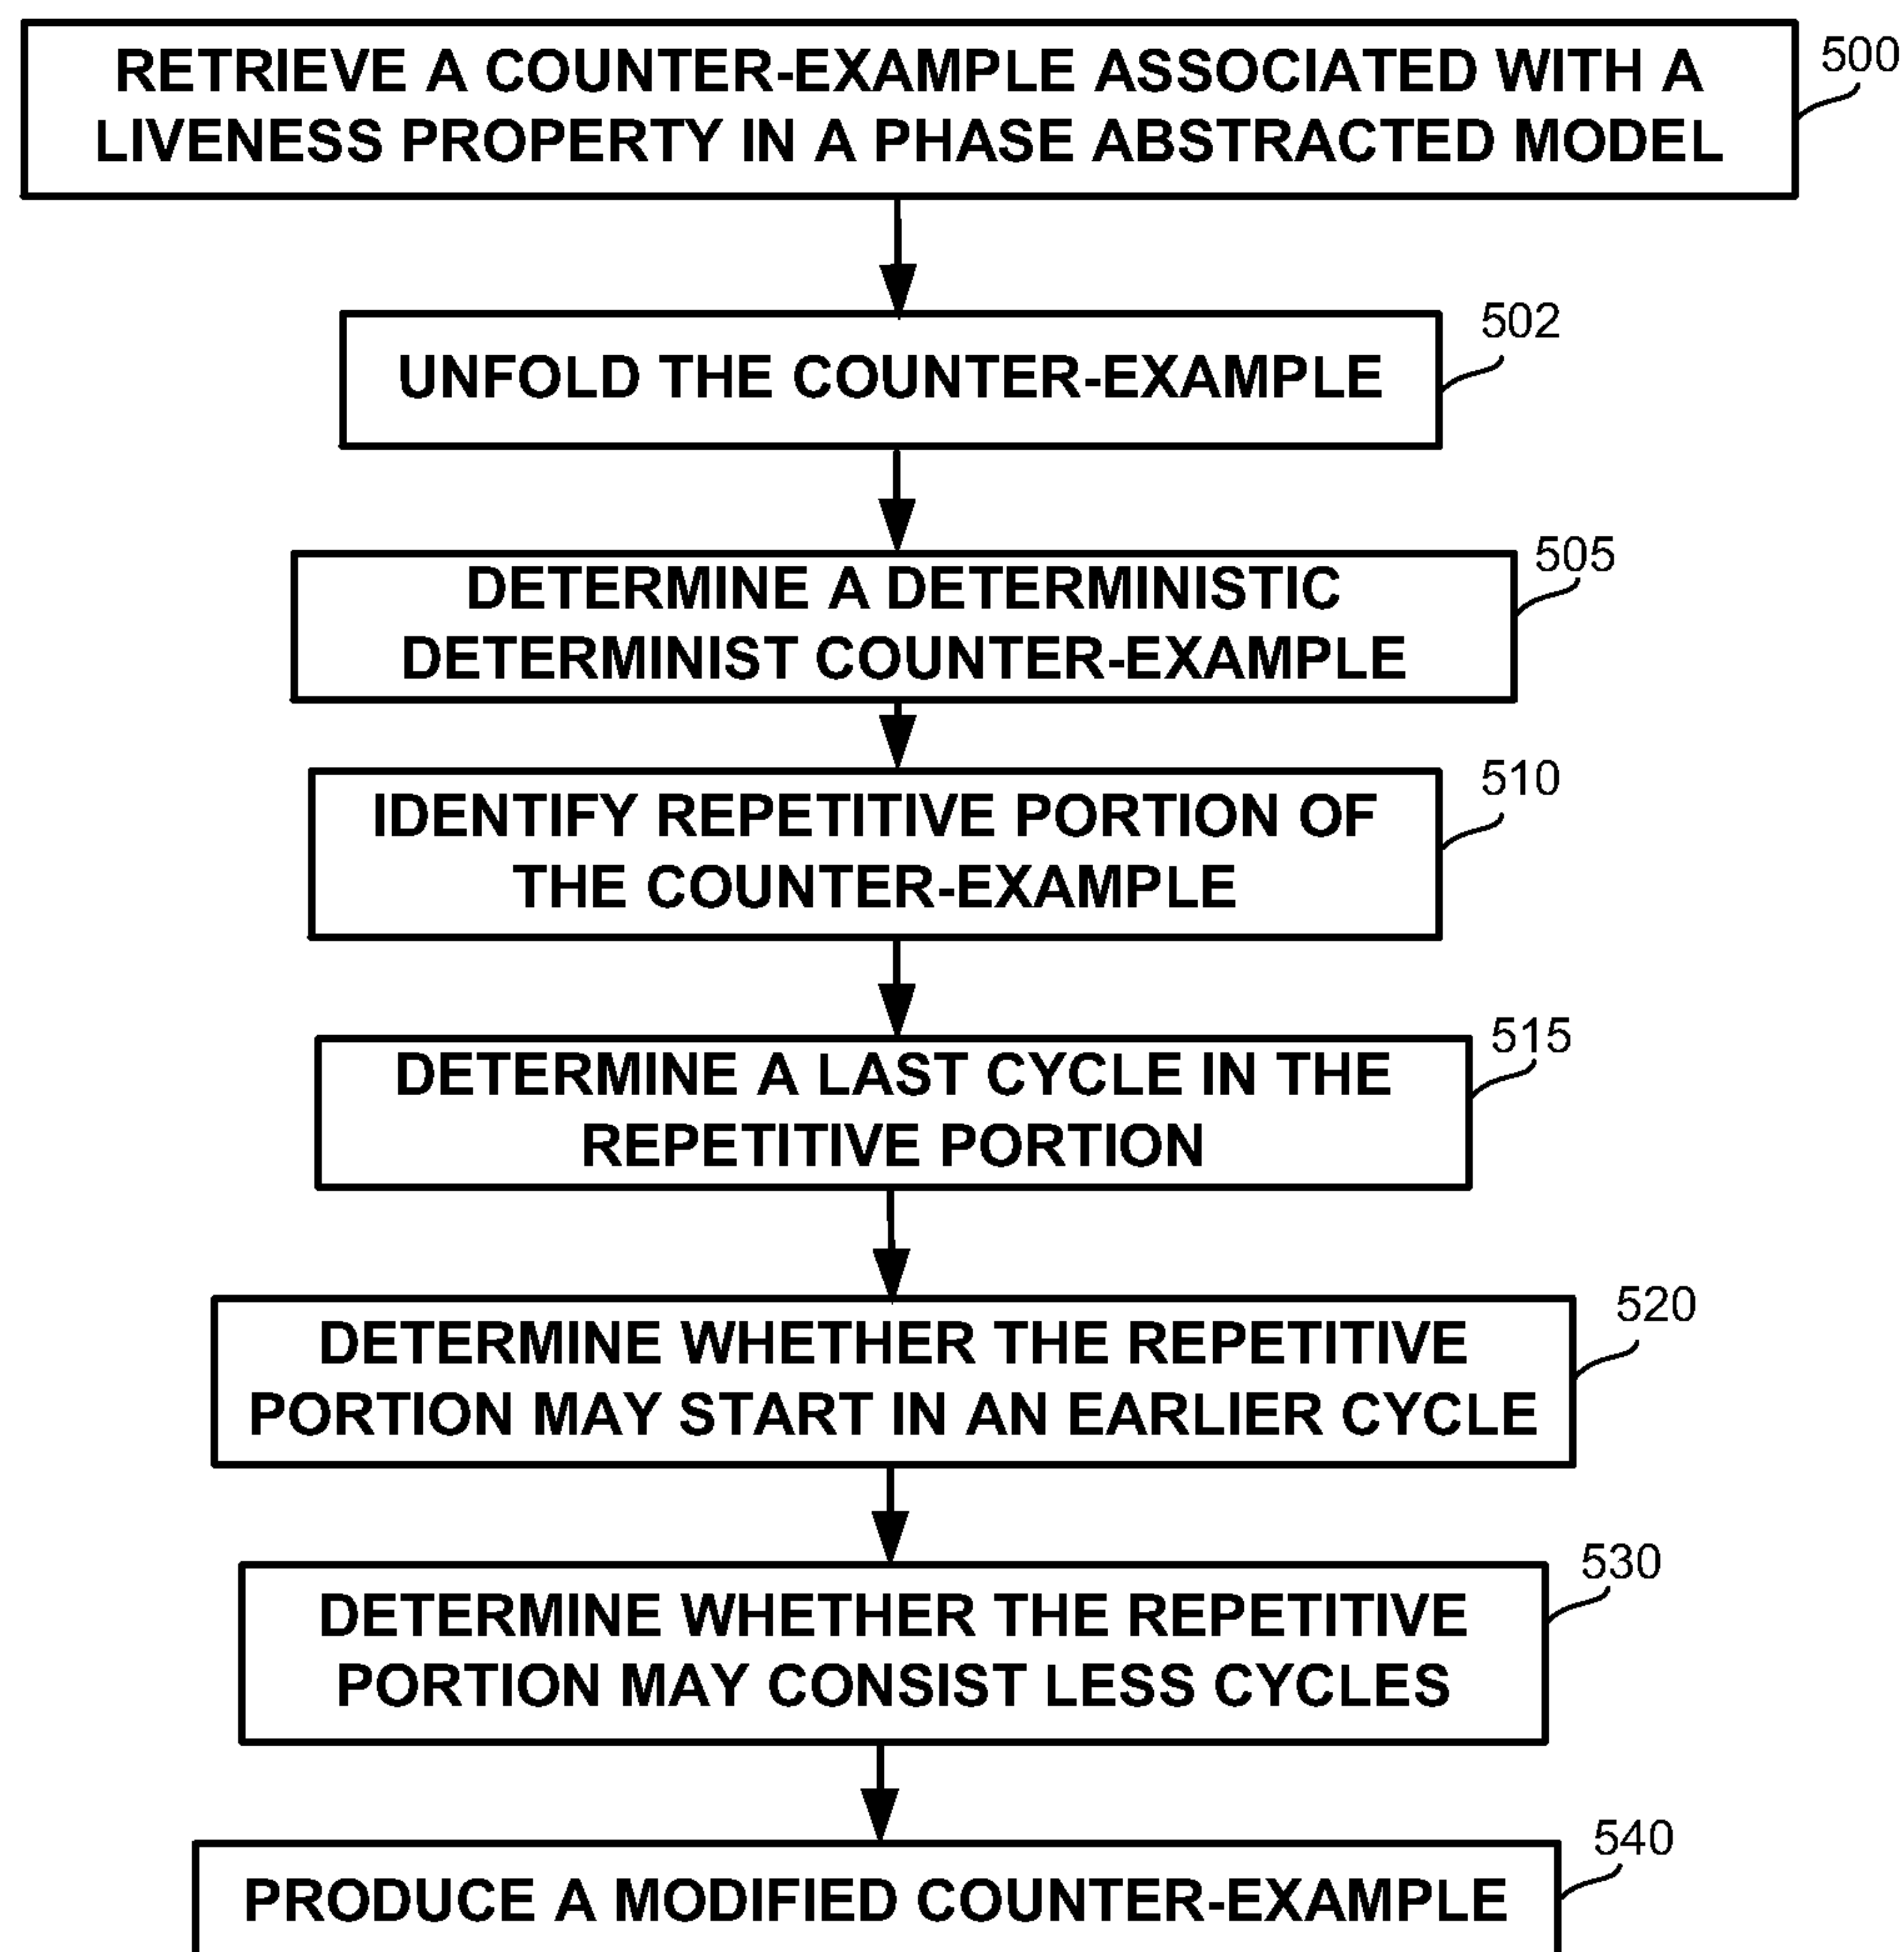 RETRIEVE A COUNTER-EXAMPLE ASSOCIATED WITH A
LIVENESS PROPERTY IN A PHASE ABSTRACTED MODEL
500
UNFOLD THE COUNTER-EXAMPLE
502
DETERMINE A DETERMINISTIC
DETERMINIST COUNTER-EXAMPLE
505
IDENTIFY REPETITIVE PORTION OF
THE COUNTER-EXAMPLE
510
DETERMINE A LAST CYCLE IN THE
REPETITIVE PORTION
515
DETERMINE WHETHER THE REPETITIVE
PORTION MAY START IN AN EARLIER CYCLE
520
DETERMINE WHETHER THE REPETITIVE
PORTION MAY CONSIST LESS CYCLES
530
PRODUCE A MODIFIED COUNTER-EXAMPLE
540